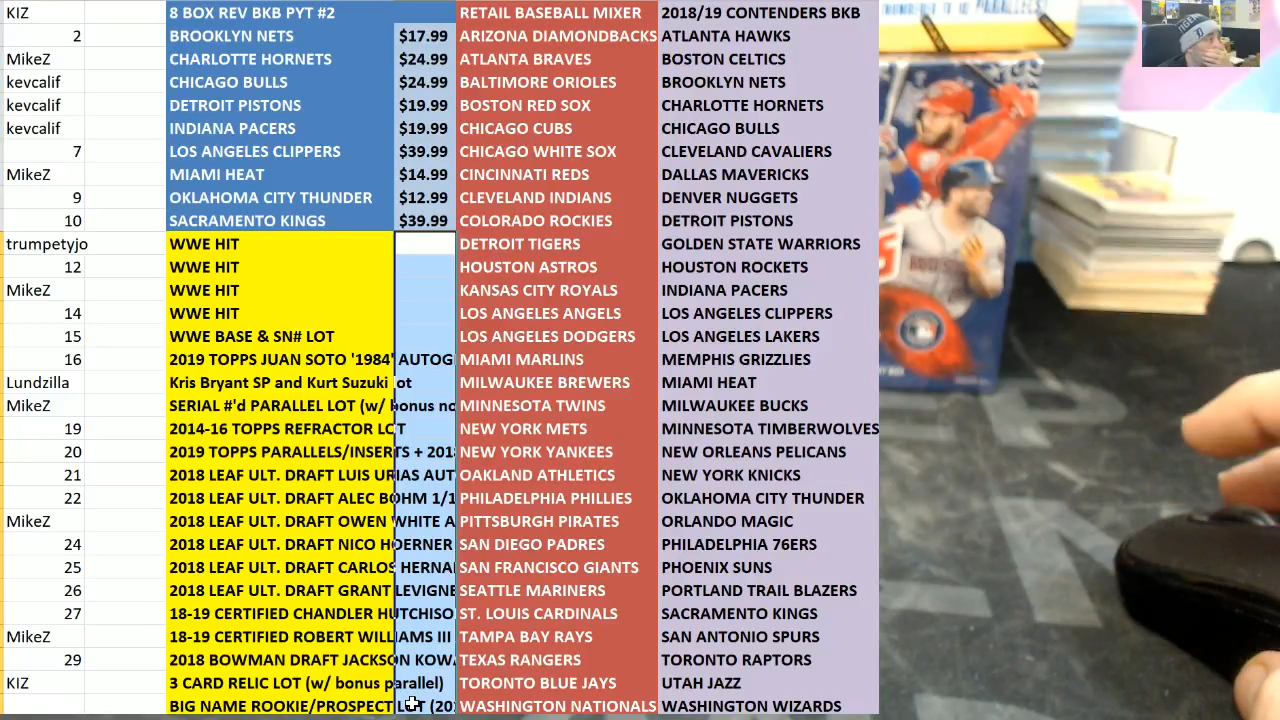 KIZ 8 BOX REV BKB PYT #2 RETAIL BASEBALL MIXER 2018/19 CONTENDERS BKB
2 BROOKLYN NETS $17.99 ARIZONA DIAMONDBACKS ATLANTA HAWKS
MikeZ CHARLOTTE HORNETS $24.99 ATLANTA BRAVES BOSTON CELTICS
kevcalif CHICAGO BULLS $24.99 BALTIMORE ORIOLES BROOKLYN NETS
kevcalif DETROIT PISTONS $19.99 BOSTON RED SOX CHARLOTTE HORNETS
kevcalif INDIANA PACERS $19.99 CHICAGO CUBS CHICAGO BULLS
7 LOS ANGELES CLIPPERS $39.99 CHICAGO WHITE SOX CLEVELAND CAVALIERS
MikeZ MIAMI HEAT $14.99 CINCINNATI REDS DALLAS MAVERICKS
9 OKLAHOMA CITY THUNDER $12.99 CLEVELAND INDIANS DENVER NUGGETS
10 SACRAMENTO KINGS $39.99 COLORADO ROCKIES DETROIT PISTONS
trumpetyjo WWE HIT DETROIT TIGERS GOLDEN STATE WARRIORS
12 WWE HIT HOUSTON ASTROS HOUSTON ROCKETS
MikeZ WWE HIT KANSAS CITY ROYALS INDIANA PACERS
14 WWE HIT LOS ANGELES ANGELS LOS ANGELES CLIPPERS
15 WWE BASE & SN# LOT LOS ANGELES DODGERS LOS ANGELES LAKERS
16 2019 TOPPS JUAN SOTO '1984' AUTOG MIAMI MARLINS MEMPHIS GRIZZLIES
Lundzilla Kris Bryant SP and Kurt Suzuki lot MILWAUKEE BREWERS MIAMI HEAT
MikeZ SERIAL #'d PARALLEL LOT (w/ bonus no MINNESOTA TWINS MILWAUKEE BUCKS
19 2014-16 TOPPS REFRACTOR LOT NEW YORK METS MINNESOTA TIMBERWOLVES
20 2019 TOPPS PARALLELS/INSERTS + 201 NEW YORK YANKEES NEW ORLEANS PELICANS
21 2018 LEAF ULT. DRAFT LUIS URIAS AUT OAKLAND ATHLETICS NEW YORK KNICKS
22 2018 LEAF ULT. DRAFT ALEC BOHM 1/1 PHILADELPHIA PHILLIES OKLAHOMA CITY THUNDER
MikeZ 2018 LEAF ULT. DRAFT OWEN WHITE A PITTSBURGH PIRATES ORLANDO MAGIC
24 2018 LEAF ULT. DRAFT NICO HOERNER SAN DIEGO PADRES PHILADELPHIA 76ERS
25 2018 LEAF ULT. DRAFT CARLOS HERNA SAN FRANCISCO GIANTS PHOENIX SUNS
26 2018 LEAF ULT. DRAFT GRANT LEVIGNE SEATTLE MARINERS PORTLAND TRAIL BLAZERS
27 18-19 CERTIFIED CHANDLER HUTCHISO ST. LOUIS CARDINALS SACRAMENTO KINGS
MikeZ 18-19 CERTIFIED ROBERT WILLIAMS III TAMPA BAY RAYS SAN ANTONIO SPURS
29 2018 BOWMAN DRAFT JACKSON KOWA TEXAS RANGERS TORONTO RAPTORS
KIZ 3 CARD RELIC LOT (w/ bonus parallel) TORONTO BLUE JAYS UTAH JAZZ
BIG NAME ROOKIE/PROSPECT LOT (20 WASHINGTON NATIONALS WASHINGTON WIZARDS